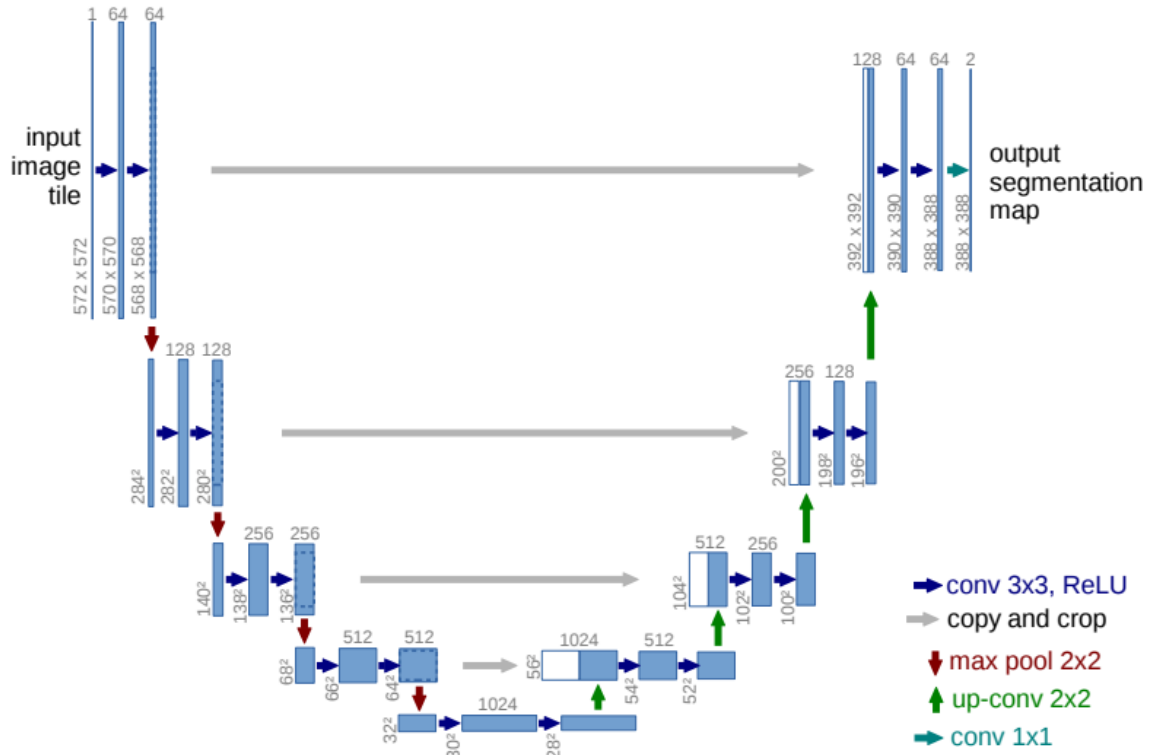 1 64 64
128 64 64 2
input
image
tile
output
segmentation
map
572 x 572
570 x 570
568 x 568
392 x 392
390 x 390
388 x 388
388 x 388
128 128
256 128
284²
282²
280²
200²
198²
196²
256 256
512 256
140²
138²
136²
104²
102²
100²
512 512
1024 512
68²
66²
64²
56²
54²
52²
1024
32²
30²
28²
conv 3x3, ReLU
copy and crop
max pool 2x2
up-conv 2x2
conv 1x1